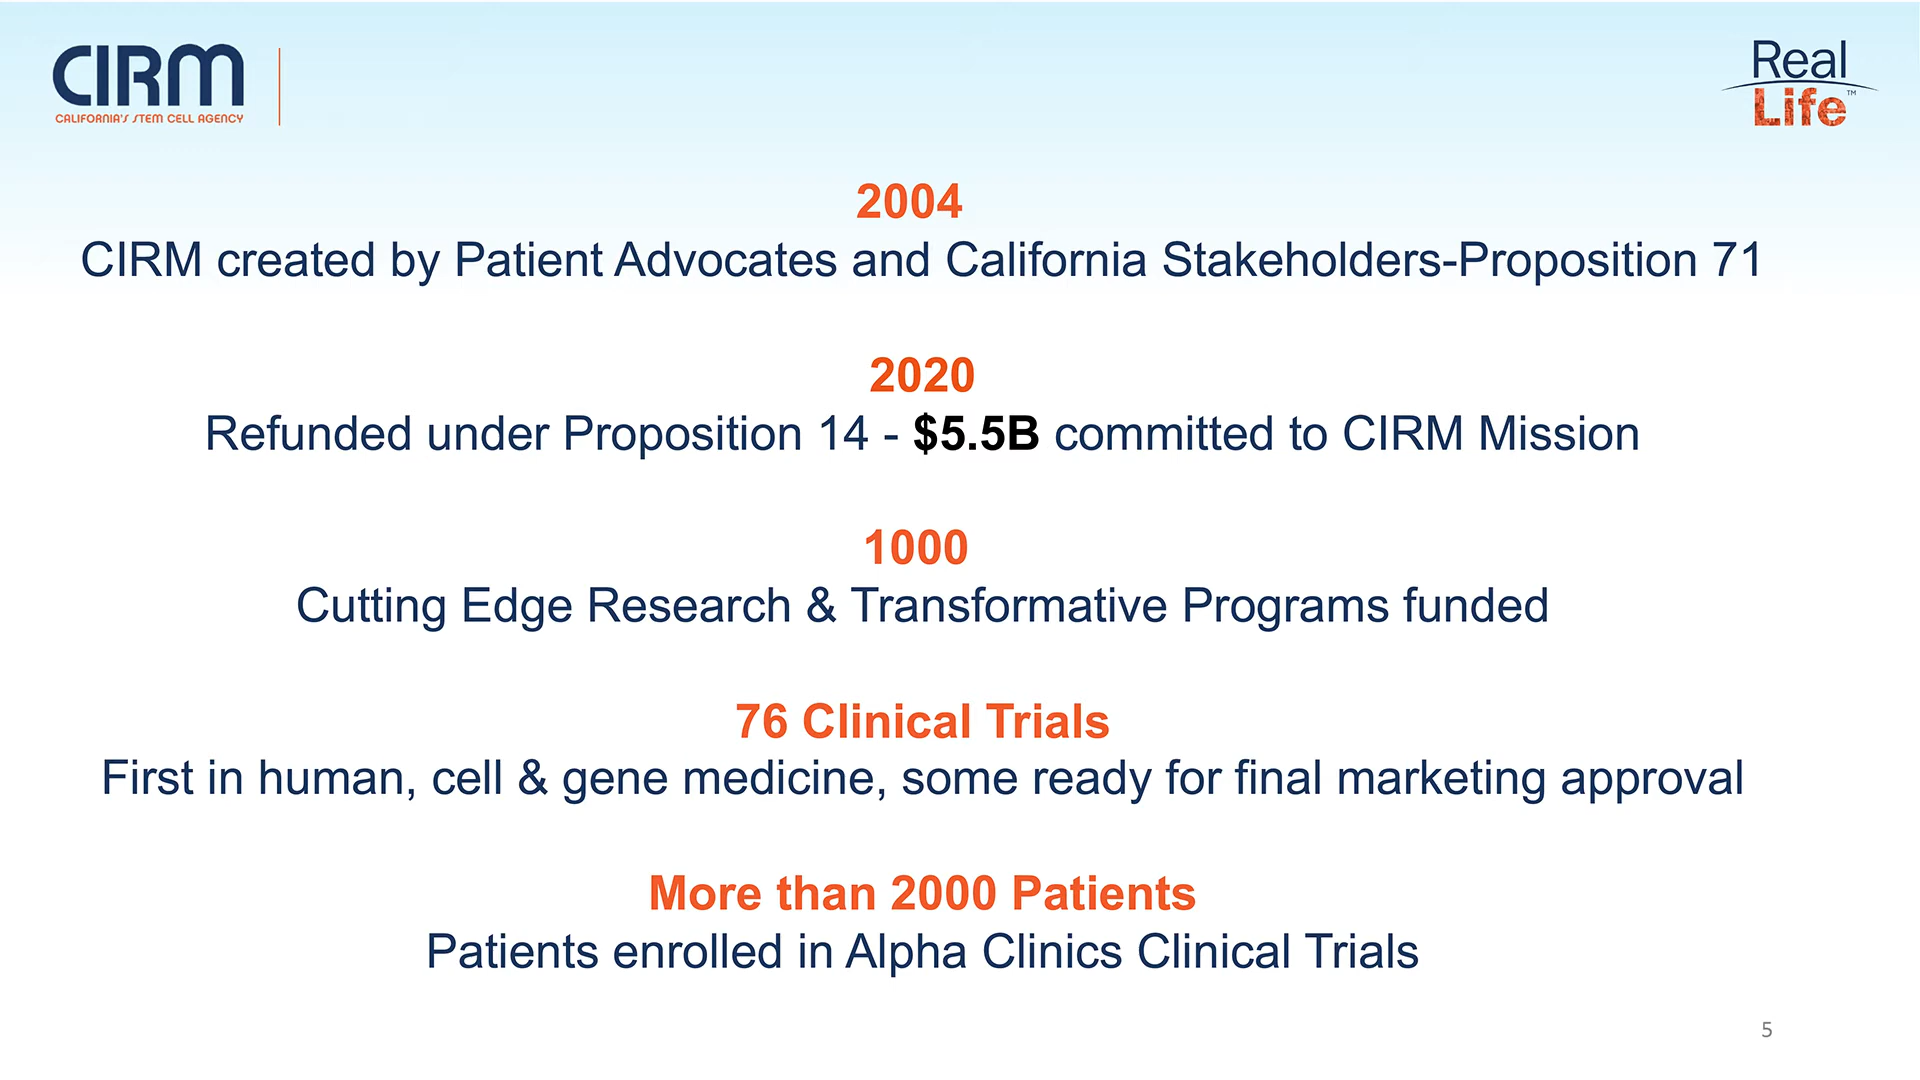 CIRM
CALIFORNIA'S STEM CELL AGENCY
Real
Life™
2004
CIRM created by Patient Advocates and California Stakeholders-Proposition 71
2020
Refunded under Proposition 14 - $5.5B committed to CIRM Mission
1000
Cutting Edge Research & Transformative Programs funded
76 Clinical Trials
First in human, cell & gene medicine, some ready for final marketing approval
More than 2000 Patients
Patients enrolled in Alpha Clinics Clinical Trials
5